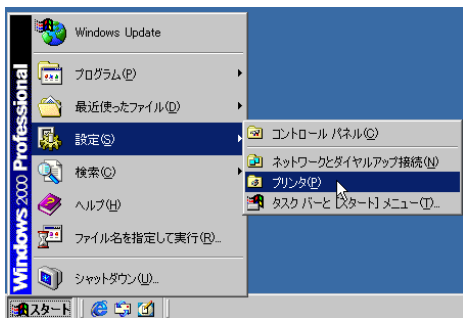 Windows 2000 Professional
Windows Update
プログラム(P)
最近使ったファイル(D)
設定(S)
検索(C)
ヘルプ(H)
ファイル名を指定して実行(R)...
シャットダウン(U)...
コントロール パネル(C)
ネットワークとダイヤルアップ接続(N)
プリンタ(P)
タスク バーと [スタート] メニュー(T)...
スタート